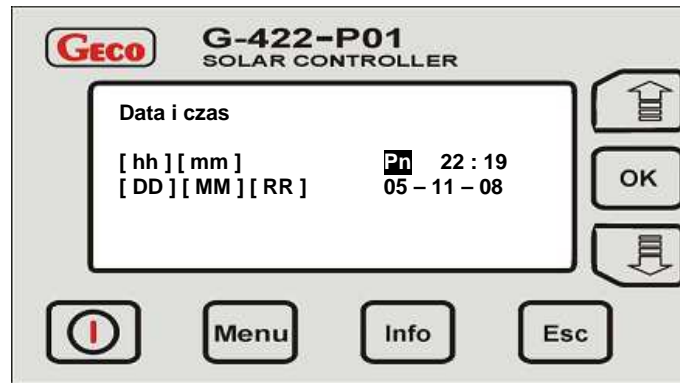 GECO
G-422-P01
SOLAR CONTROLLER
Data i czas
[ hh ] [ mm ] Pn 22 : 19
[ DD ] [ MM ] [ RR ] 05 – 11 – 08
OK
Menu
Info
Esc